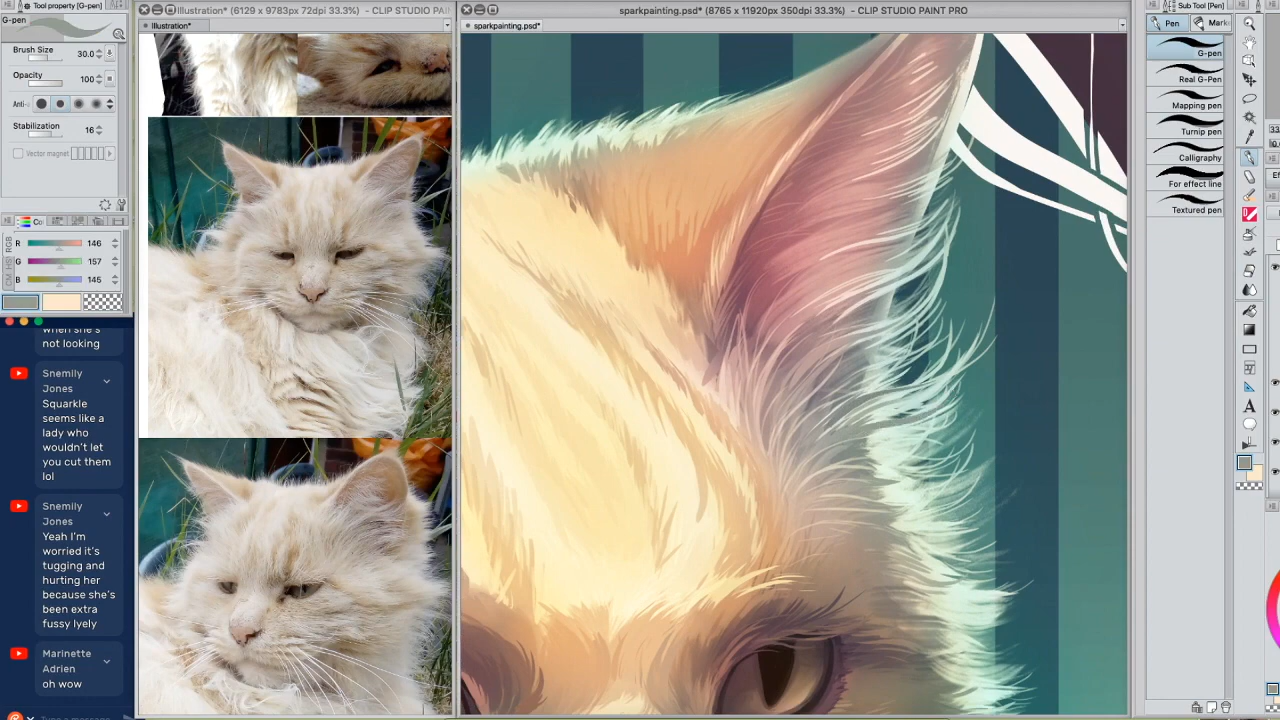 Tool property [G-pen]
G-pen
Brush Size
30.0
Opacity
100
Anti-
Stabilization
16
Vector magnet
Co
RGB
R
146
G
157
B
145
when she's
not looking
Snemily
Jones
Squarkle
seems like a
lady who
wouldn't let
you cut them
lol
Snemily
Jones
Yeah I'm
worried it's
tugging and
hurting her
because she's
been extra
fussy lyely
Marinette
Adrien
oh wow
Illustration* (6129 x 9783px 72dpi 33.3%) - CLIP STUDIO PAI
Illustration*
sparkpainting.psd* (8765 x 11920px 350dpi 33.3%) - CLIP STUDIO PAINT PRO
sparkpainting.psd*
Sub Tool [Pen]
Pen
Mark
G-pen
Real G-Pen
Mapping pen
Turnip pen
Calligraphy
For effect line
Textured pen